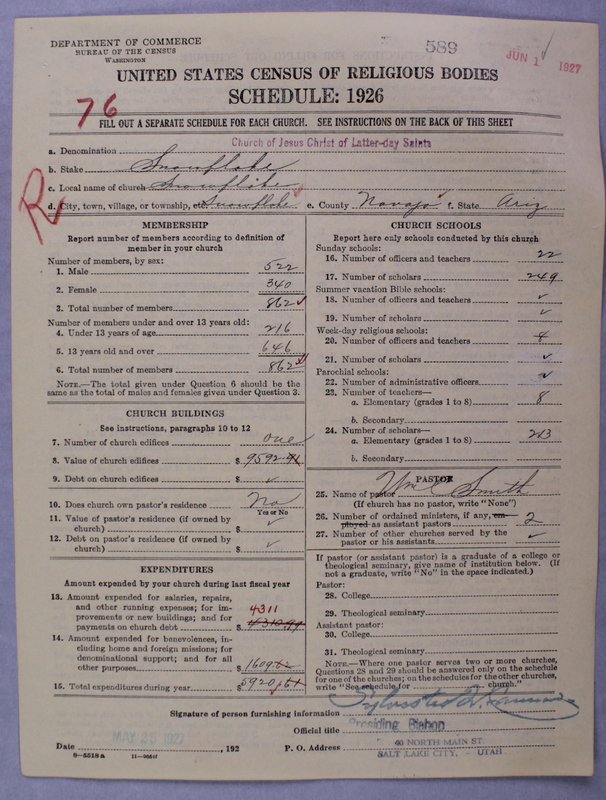 DEPARTMENT OF COMMERCE
BUREAU OF THE CENSUS
WASHINGTON
589
JUN 1 1927
UNITED STATES CENSUS OF RELIGIOUS BODIES
SCHEDULE: 1926
76
FILL OUT A SEPARATE SCHEDULE FOR EACH CHURCH. SEE INSTRUCTIONS ON THE BACK OF THIS SHEET
R
a. Denomination Church of Jesus Christ of Latter-day Saints
b. Stake Snowflake
c. Local name of church Snowflake
d. City, town, village, or township, etc. Snowflake e. County Navajo f. State Ariz
MEMBERSHIP
Report number of members according to definition of
member in your church
Number of members, by sex:
1. Male 522
2. Female 340
3. Total number of members 862
Number of members under and over 13 years old:
4. Under 13 years of age 216
5. 13 years old and over 646
6. Total number of members 862
NOTE.—The total given under Question 6 should be the
same as the total of males and females given under Question 3.
CHURCH BUILDINGS
See instructions, paragraphs 10 to 12
7. Number of church edifices one
8. Value of church edifices $ 9592.91
9. Debt on church edifices $ ✓
10. Does church own pastor's residence No
Yes or No
11. Value of pastor's residence (if owned by
church) $ ✓
12. Debt on pastor's residence (if owned by
church) $ ✓
EXPENDITURES
Amount expended by your church during last fiscal year
13. Amount expended for salaries, repairs,
and other running expenses; for im-
provements or new buildings; and for
payments on church debt $ 4311
4310.99
14. Amount expended for benevolences, in-
cluding home and foreign missions; for
denominational support; and for all
other purposes $ 1609.62
15. Total expenditures during year $ 5920.61
CHURCH SCHOOLS
Report here only schools conducted by this church
Sunday schools:
16. Number of officers and teachers 22
17. Number of scholars 249
Summer vacation Bible schools:
18. Number of officers and teachers ✓
19. Number of scholars ✓
Week-day religious schools:
20. Number of officers and teachers 4
21. Number of scholars ✓
Parochial schools:
22. Number of administrative officers ✓
23. Number of teachers—
a. Elementary (grades 1 to 8) 8
b. Secondary
24. Number of scholars—
a. Elementary (grades 1 to 8) 213
b. Secondary
PASTOR
25. Name of pastor Wm Smith
(If church has no pastor, write "None")
26. Number of ordained ministers, if any, em-
ployed as assistant pastors 2
27. Number of other churches served by the
pastor or his assistants ✓
If pastor (or assistant pastor) is a graduate of a college or
theological seminary, give name of institution below. (If
not a graduate, write "No" in the space indicated.)
Pastor:
28. College
29. Theological seminary
Assistant pastor:
30. College
31. Theological seminary
NOTE.—Where one pastor serves two or more churches,
Questions 28 and 29 should be answered only on the schedule
for one of the churches; on the schedules for the other churches,
write "See schedule for church."
Signature of person furnishing information Sylvester Q. Cannon
Official title Presiding Bishop
Date MAY 25 1927, 192 P. O. Address 40 NORTH MAIN ST.
SALT LAKE CITY, UTAH
8—5518a